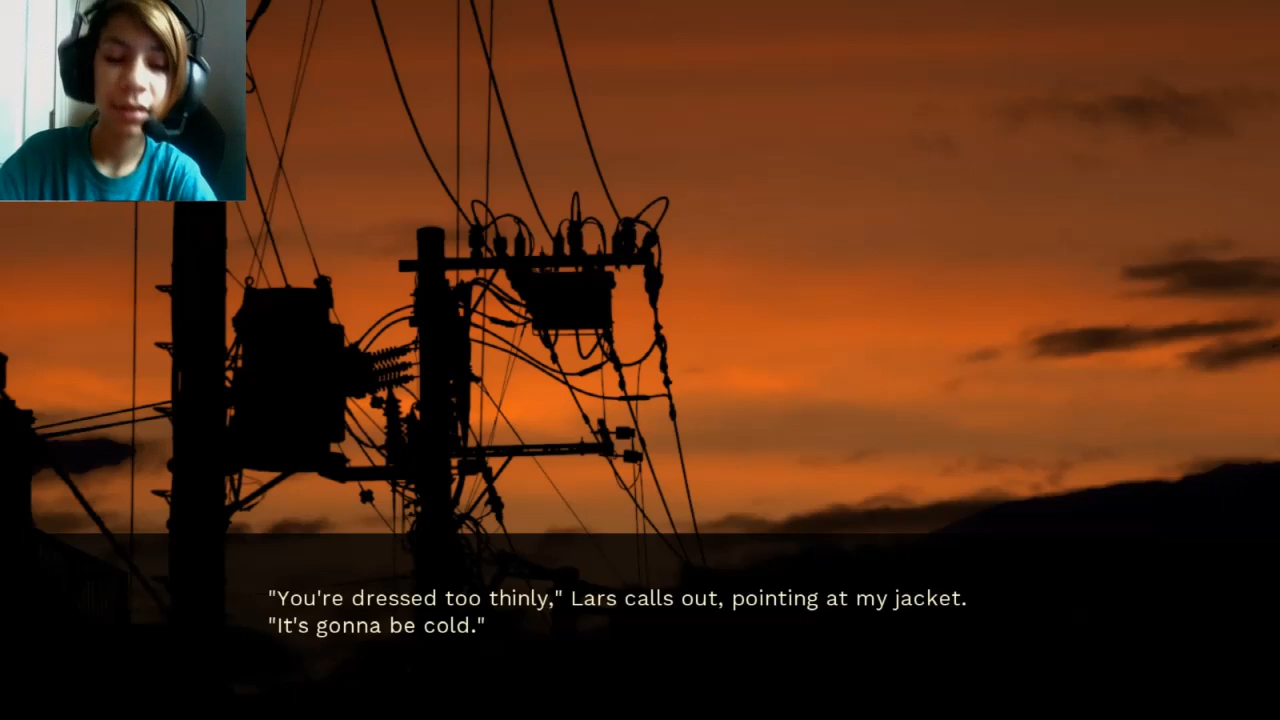 "You're dressed too thinly," Lars calls out, pointing at my jacket.
"It's gonna be cold."